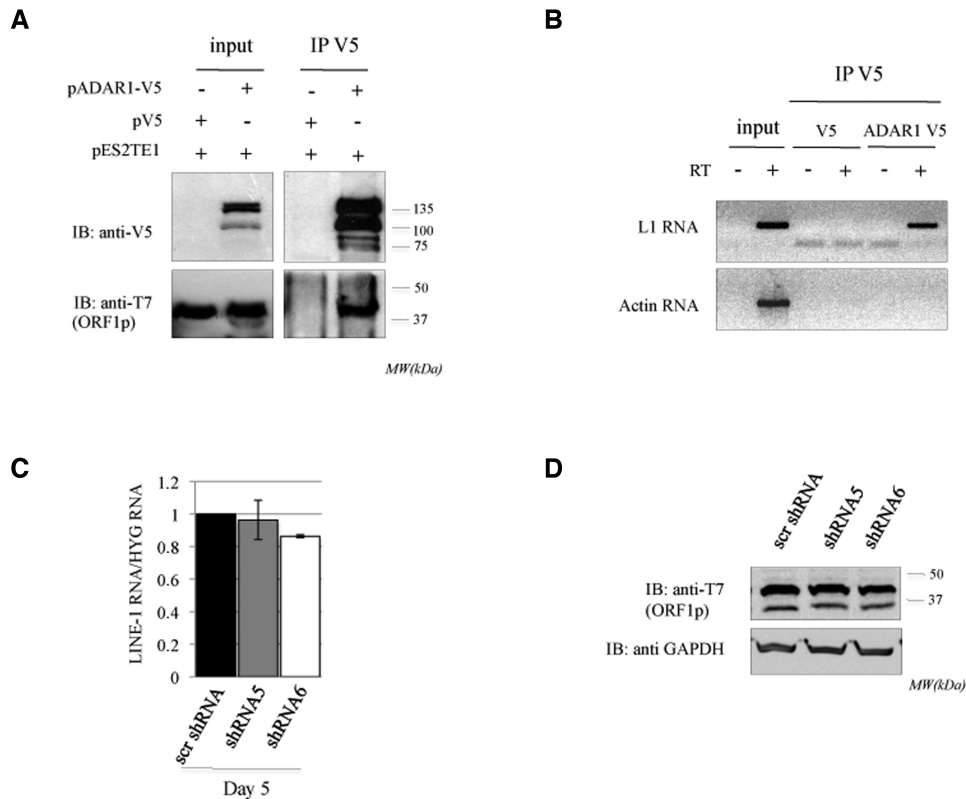 A
input IP V5
pADAR1-V5 - + - +
pV5 + - + -
pES2TE1 + + + +
IB: anti-V5
135
100
75
IB: anti-T7
(ORF1p)
50
37
MW(kDa)
B
IP V5
input V5 ADAR1 V5
RT - + - + - +
L1 RNA
Actin RNA
C
LINE-1 RNA/HYG RNA
1.2
1
0.8
0.6
0.4
0.2
0
scr shRNA
shRNA5
shRNA6
Day 5
D
scr shRNA
shRNA5
shRNA6
IB: anti-T7
(ORF1p)
50
37
IB: anti GAPDH
MW(kDa)